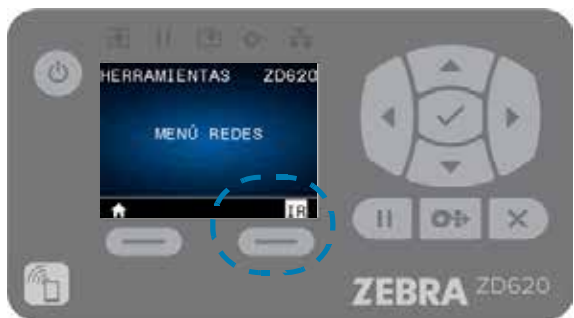 HERRAMIENTAS ZD620
MENÚ REDES
IR
ZEBRA ZD620